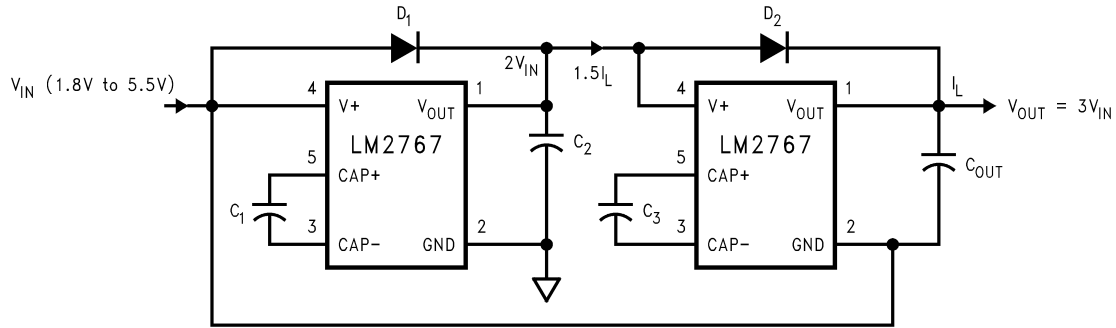 D1
D2
VIN (1.8V to 5.5V)
2VIN
1.5IL
IL
VOUT = 3VIN
4
V+
VOUT
1
LM2767
5
CAP+
C1
3
CAP-
GND
2
C2
4
V+
VOUT
1
LM2767
5
CAP+
C3
3
CAP-
GND
2
COUT